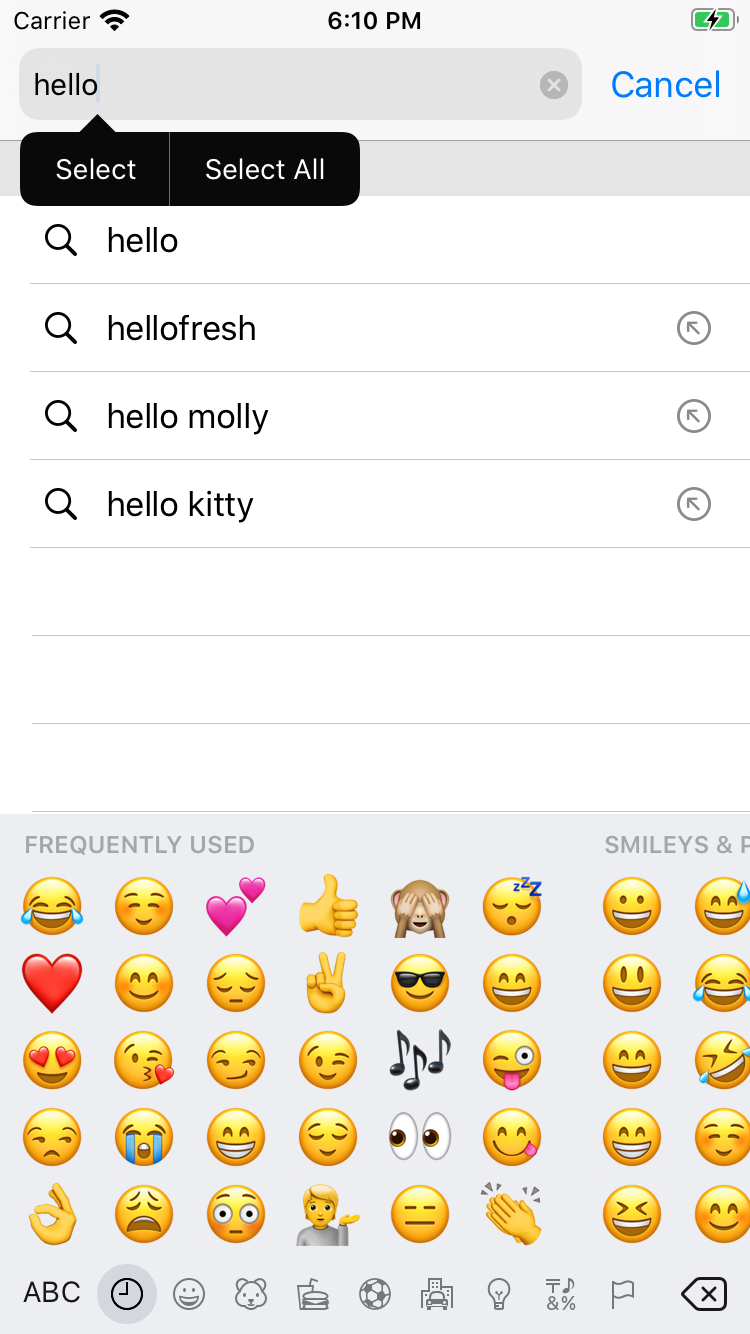 Carrier 6:10 PM
hello Cancel
Select Select All
hello
hellofresh
hello molly
hello kitty
FREQUENTLY USED SMILEYS & P
ABC